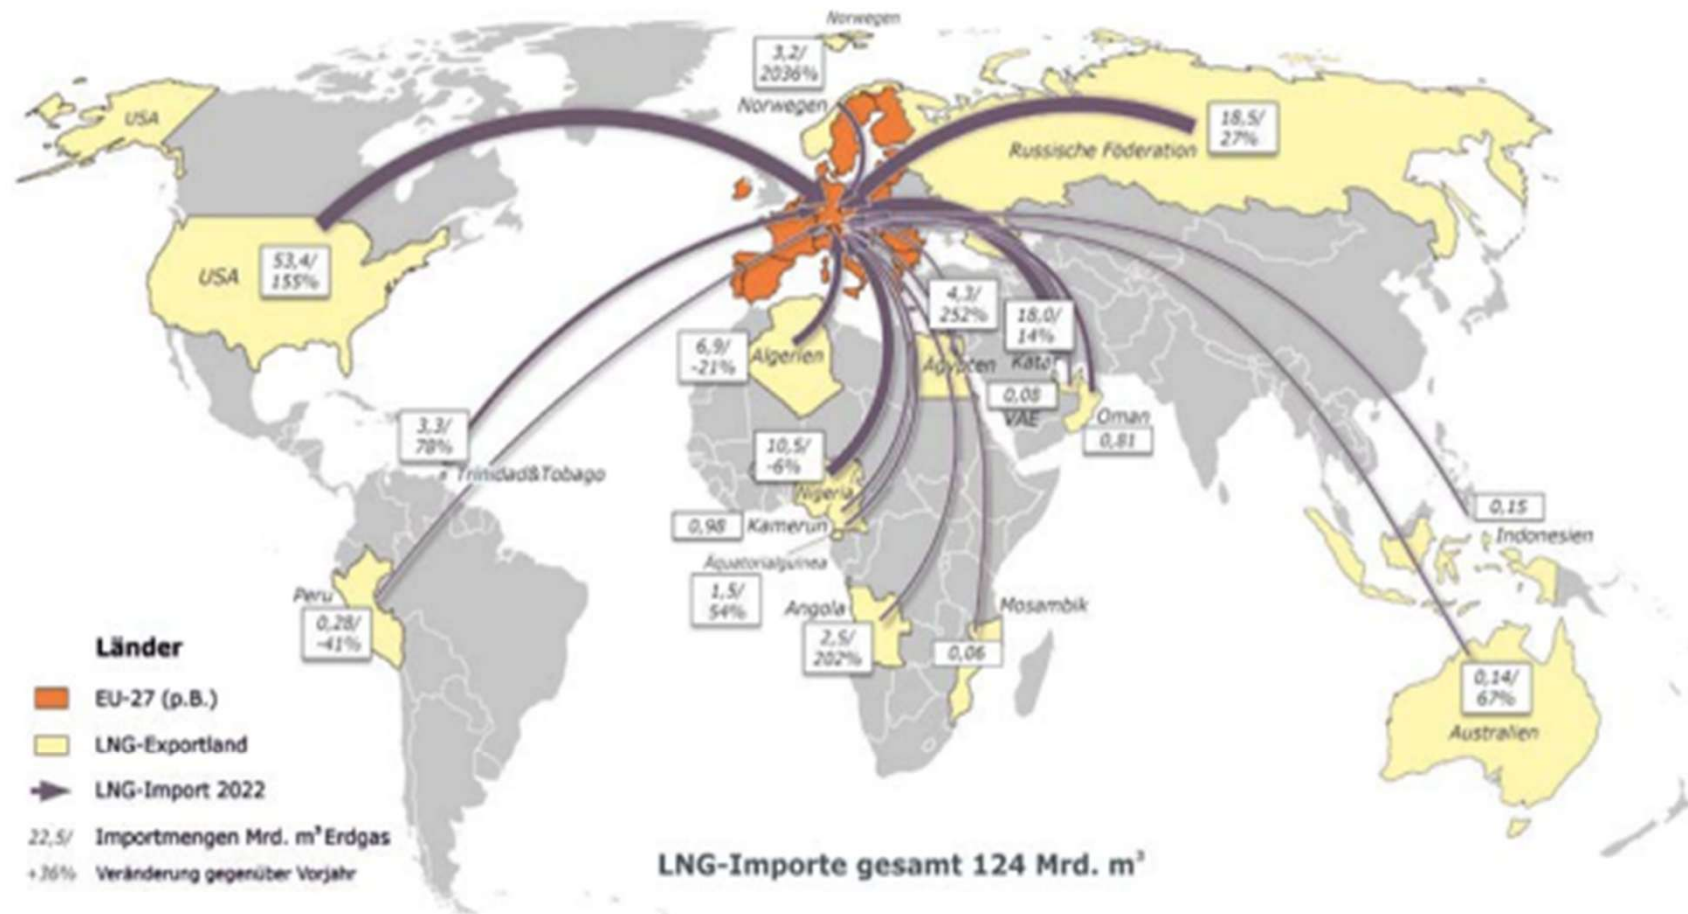 Norwegen
3,2/
2036%
Norwegen
USA
18,5/
27%
Russische Föderation
USA
53,4/
155%
4,3/
252%
18,0/
14%
6,9/
-21%
Algerien
Ägypten
Katar
0,08
VAE
Oman
0,81
3,3/
78%
Trinidad&Tobago
10,5/
-6%
Nigeria
0,98
Kamerun
Äquatorialguinea
1,5/
54%
0,15
Indonesien
Peru
0,28/
-41%
Angola
2,5/
202%
Mosambik
0,06
0,14/
67%
Australien
Länder
EU-27 (p.B.)
LNG-Exportland
LNG-Import 2022
22,5/ Importmengen Mrd. m³ Erdgas
+36% Veränderung gegenüber Vorjahr
LNG-Importe gesamt 124 Mrd. m³